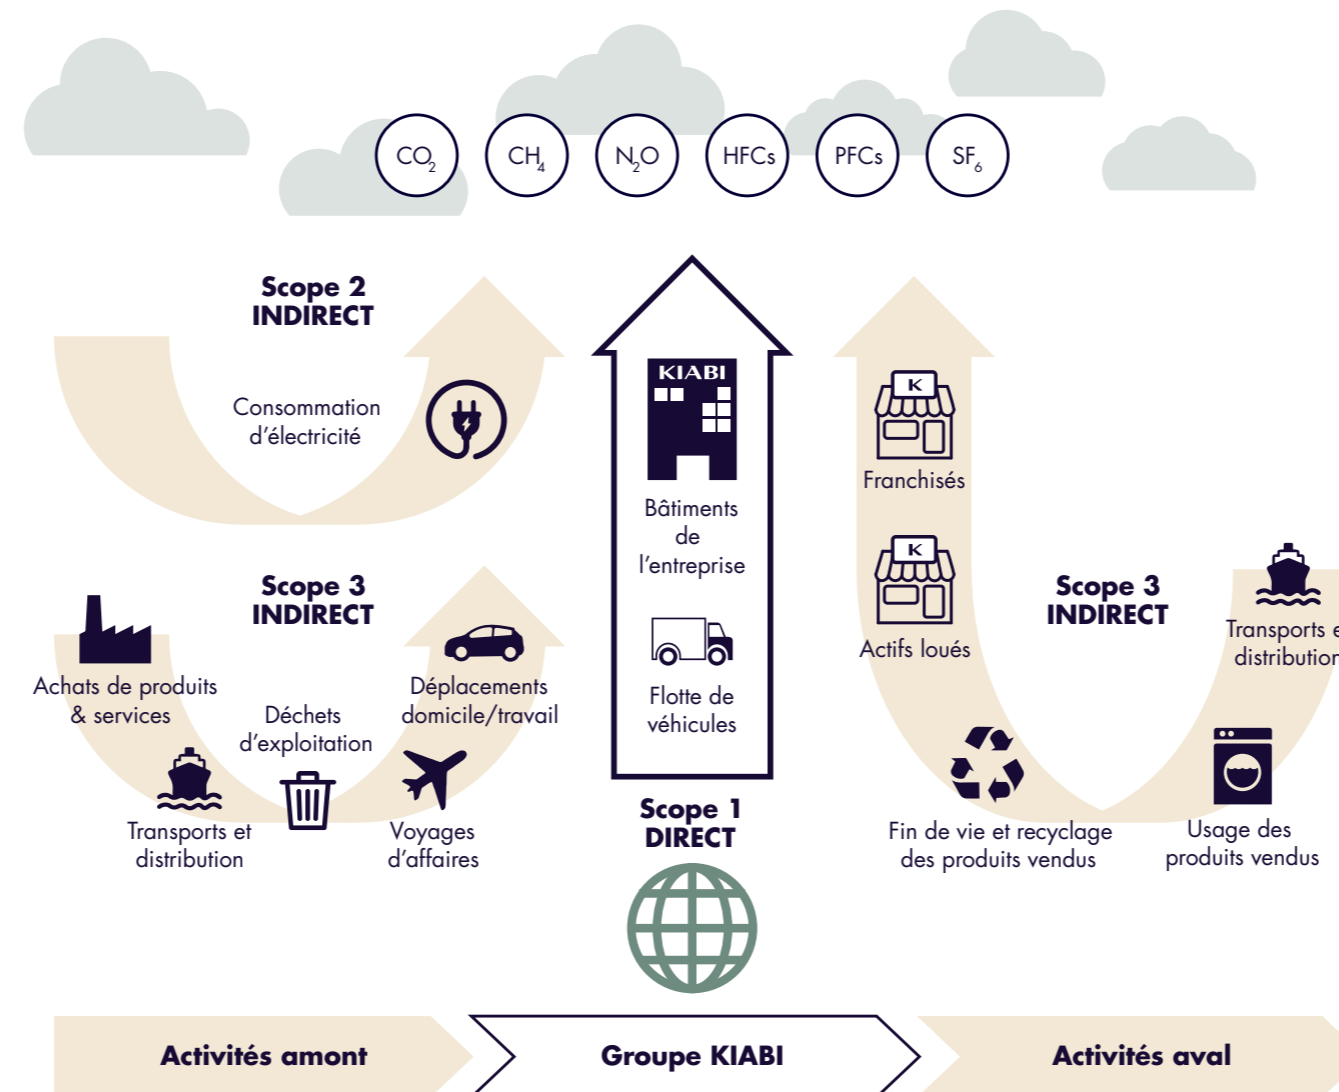 CO₂ CH₄ N₂O HFCs PFCs SF₆
Scope 2
INDIRECT
Consommation
d'électricité
Scope 3
INDIRECT
Achats de produits
& services
Transports et
distribution
Déchets
d'exploitation
Voyages
d'affaires
Déplacements
domicile/travail
KIABI
Bâtiments
de
l'entreprise
Flotte de
véhicules
Scope 1
DIRECT
K
Franchisés
K
Actifs loués
Scope 3
INDIRECT
Fin de vie et recyclage
des produits vendus
Usage des
produits vendus
Transports e
distribution
Activités amont
Groupe KIABI
Activités aval